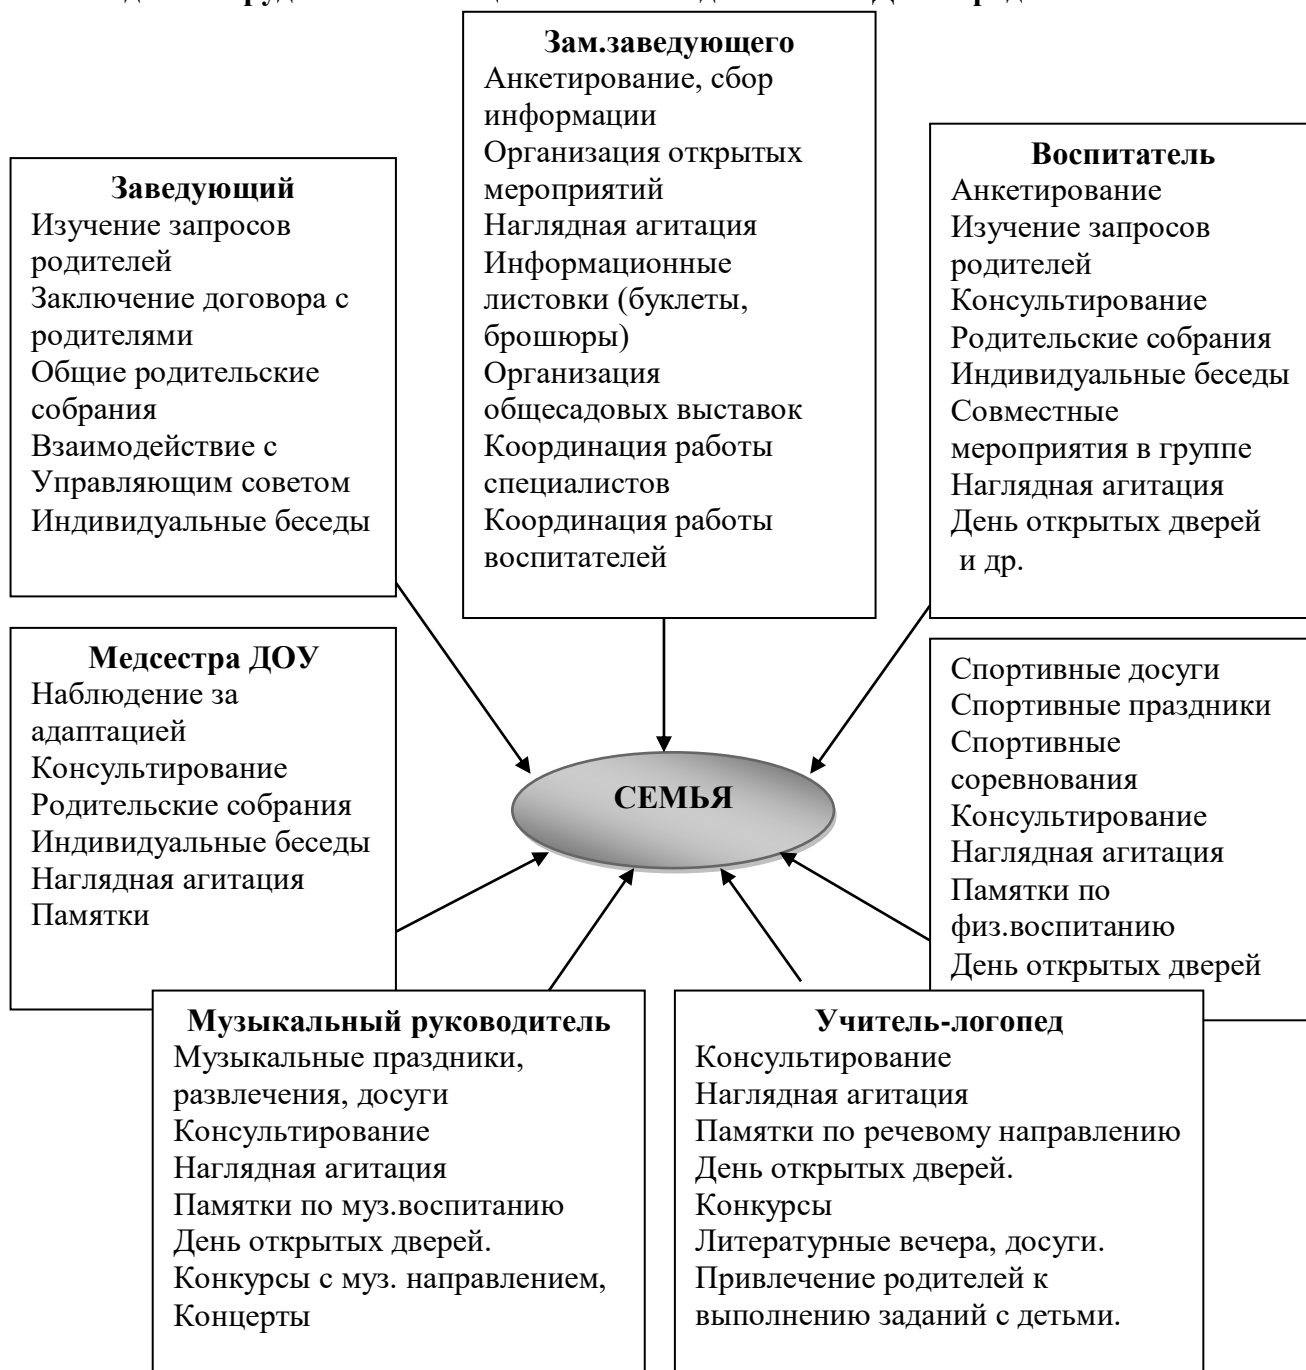 Зам.заведующего
Анкетирование, сбор
информации
Организация открытых
мероприятий
Наглядная агитация
Информационные
листовки (буклеты,
брошюры)
Организация
общесадовых выставок
Координация работы
специалистов
Координация работы
воспитателей
Заведующий
Изучение запросов
родителей
Заключение договора с
родителями
Общие родительские
собрания
Взаимодействие с
Управляющим советом
Индивидуальные беседы
Воспитатель
Анкетирование
Изучение запросов
родителей
Консультирование
Родительские собрания
Индивидуальные беседы
Совместные
мероприятия в группе
Наглядная агитация
День открытых дверей
и др.
Медсестра ДОУ
Наблюдение за
адаптацией
Консультирование
Родительские собрания
Индивидуальные беседы
Наглядная агитация
Памятки
СЕМЬЯ
Спортивные досуги
Спортивные праздники
Спортивные
соревнования
Консультирование
Наглядная агитация
Памятки по
физ.воспитанию
День открытых дверей
Музыкальный руководитель
Музыкальные праздники,
развлечения, досуги
Консультирование
Наглядная агитация
Памятки по муз.воспитанию
День открытых дверей.
Конкурсы с муз. направлением,
Концерты
Учитель-логопед
Консультирование
Наглядная агитация
Памятки по речевому направлению
День открытых дверей.
Конкурсы
Литературные вечера, досуги.
Привлечение родителей к
выполнению заданий с детьми.